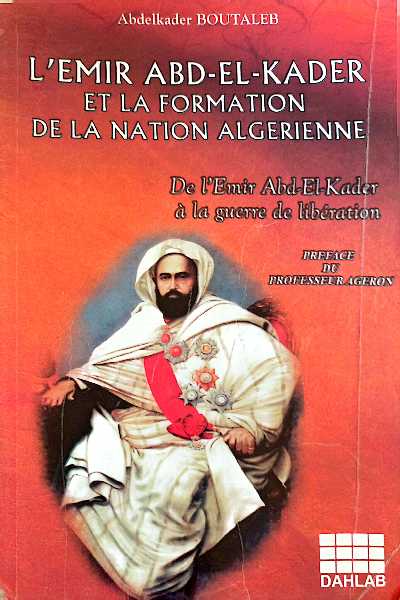 Abdelkader BOUTALEB
L'EMIR ABD-EL-KADER
ET LA FORMATION
DE LA NATION ALGERIENNE
De l'Emir Abd-El-Kader
à la guerre de libération
PREFACE
DU
PROFESSEUR AGERON
DAHLAB